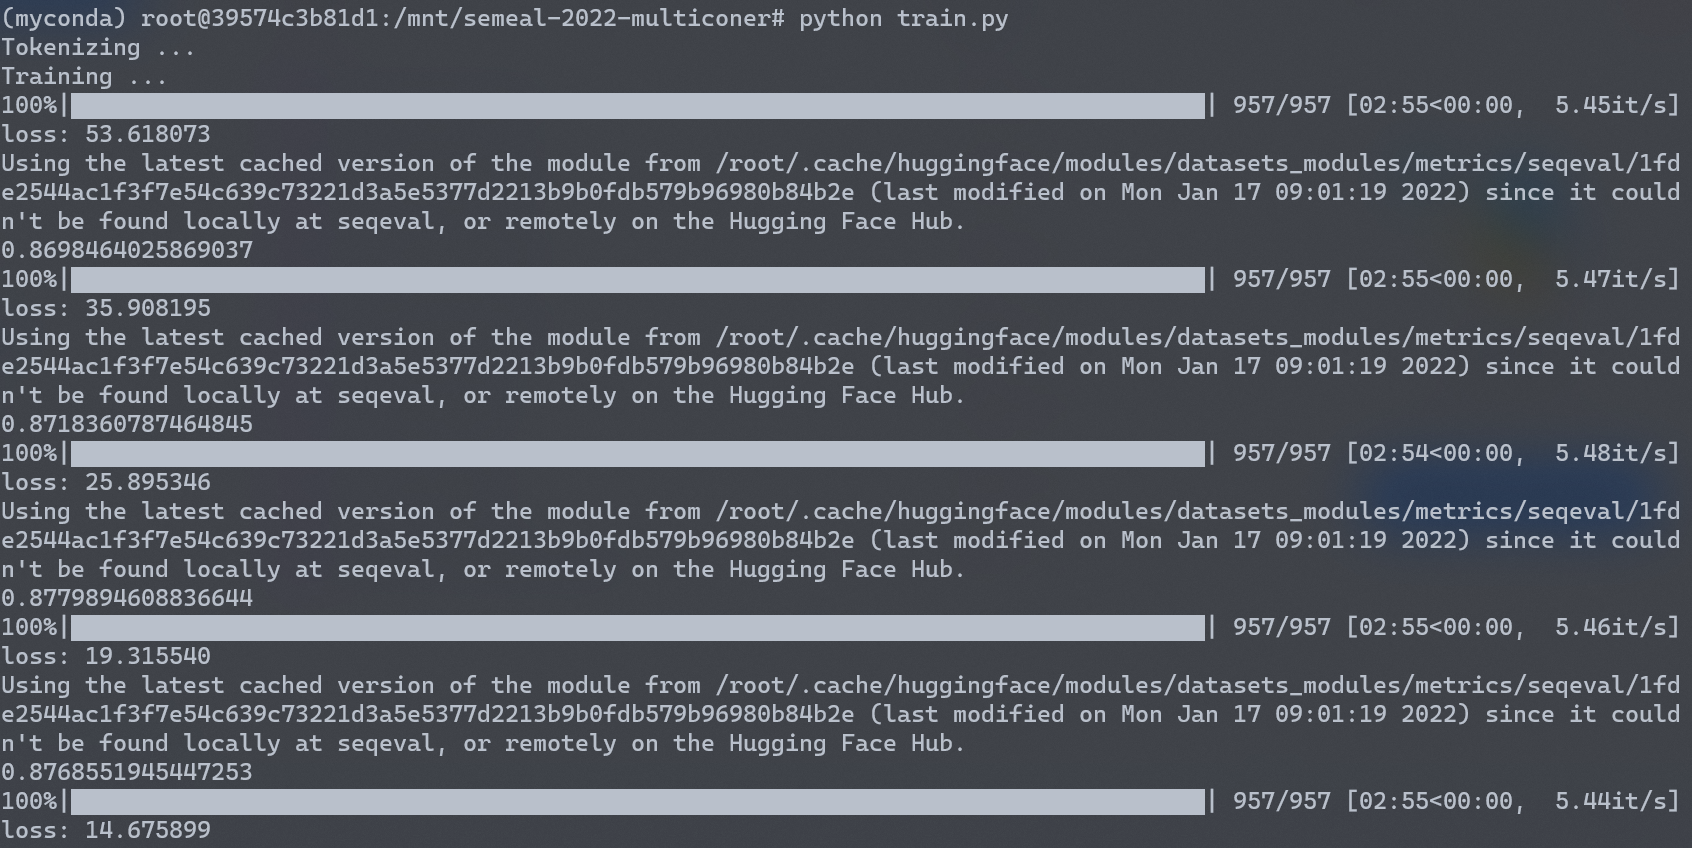 (myconda) root@39574c3b81d1:/mnt/semeal-2022-multiconer# python train.py
Tokenizing ...
Training ...
100%| | 957/957 [02:55<00:00,  5.45it/s]
loss: 53.618073
Using the latest cached version of the module from /root/.cache/huggingface/modules/datasets_modules/metrics/seqeval/1fd
e2544ac1f3f7e54c639c73221d3a5e5377d2213b9b0fdb579b96980b84b2e (last modified on Mon Jan 17 09:01:19 2022) since it could
n't be found locally at seqeval, or remotely on the Hugging Face Hub.
0.8698464025869037
100%| | 957/957 [02:55<00:00,  5.47it/s]
loss: 35.908195
Using the latest cached version of the module from /root/.cache/huggingface/modules/datasets_modules/metrics/seqeval/1fd
e2544ac1f3f7e54c639c73221d3a5e5377d2213b9b0fdb579b96980b84b2e (last modified on Mon Jan 17 09:01:19 2022) since it could
n't be found locally at seqeval, or remotely on the Hugging Face Hub.
0.8718360787464845
100%| | 957/957 [02:54<00:00,  5.48it/s]
loss: 25.895346
Using the latest cached version of the module from /root/.cache/huggingface/modules/datasets_modules/metrics/seqeval/1fd
e2544ac1f3f7e54c639c73221d3a5e5377d2213b9b0fdb579b96980b84b2e (last modified on Mon Jan 17 09:01:19 2022) since it could
n't be found locally at seqeval, or remotely on the Hugging Face Hub.
0.8779894608836644
100%| | 957/957 [02:55<00:00,  5.46it/s]
loss: 19.315540
Using the latest cached version of the module from /root/.cache/huggingface/modules/datasets_modules/metrics/seqeval/1fd
e2544ac1f3f7e54c639c73221d3a5e5377d2213b9b0fdb579b96980b84b2e (last modified on Mon Jan 17 09:01:19 2022) since it could
n't be found locally at seqeval, or remotely on the Hugging Face Hub.
0.8768551945447253
100%| | 957/957 [02:55<00:00,  5.44it/s]
loss: 14.675899